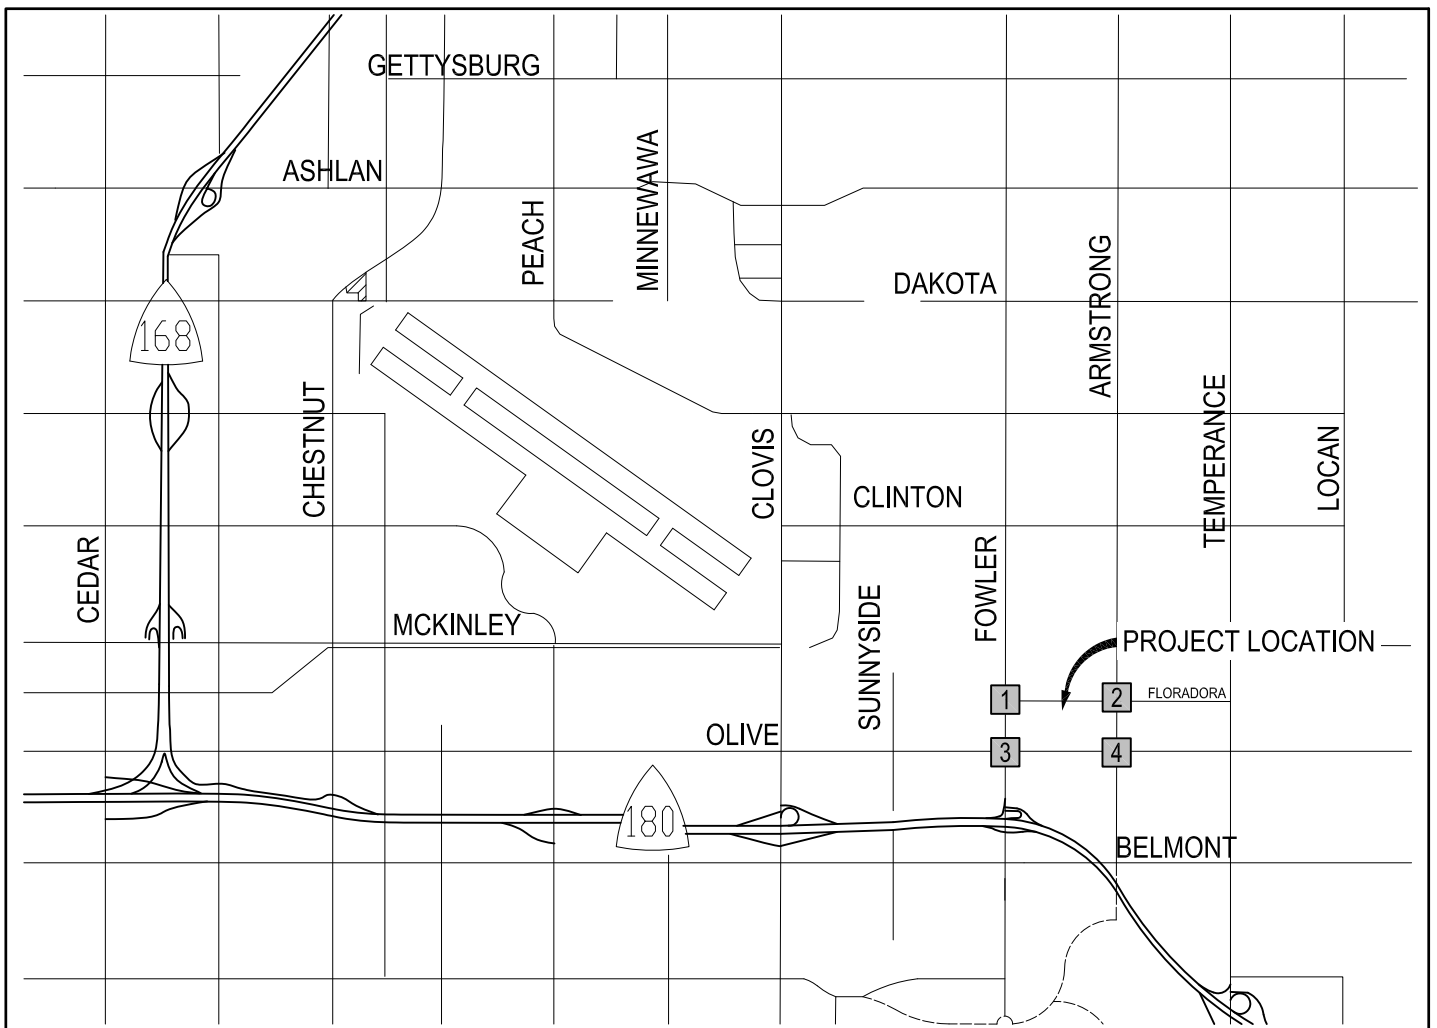 GETTYSBURG
ASHLAN
MINNEWAWA
PEACH
DAKOTA
ARMSTRONG
168
CHESTNUT
CLOVIS
TEMPERANCE
LOCAN
CLINTON
CEDAR
FOWLER
MCKINLEY
SUNNYSIDE
PROJECT LOCATION
1
2
FLORADORA
OLIVE
3
4
180
BELMONT